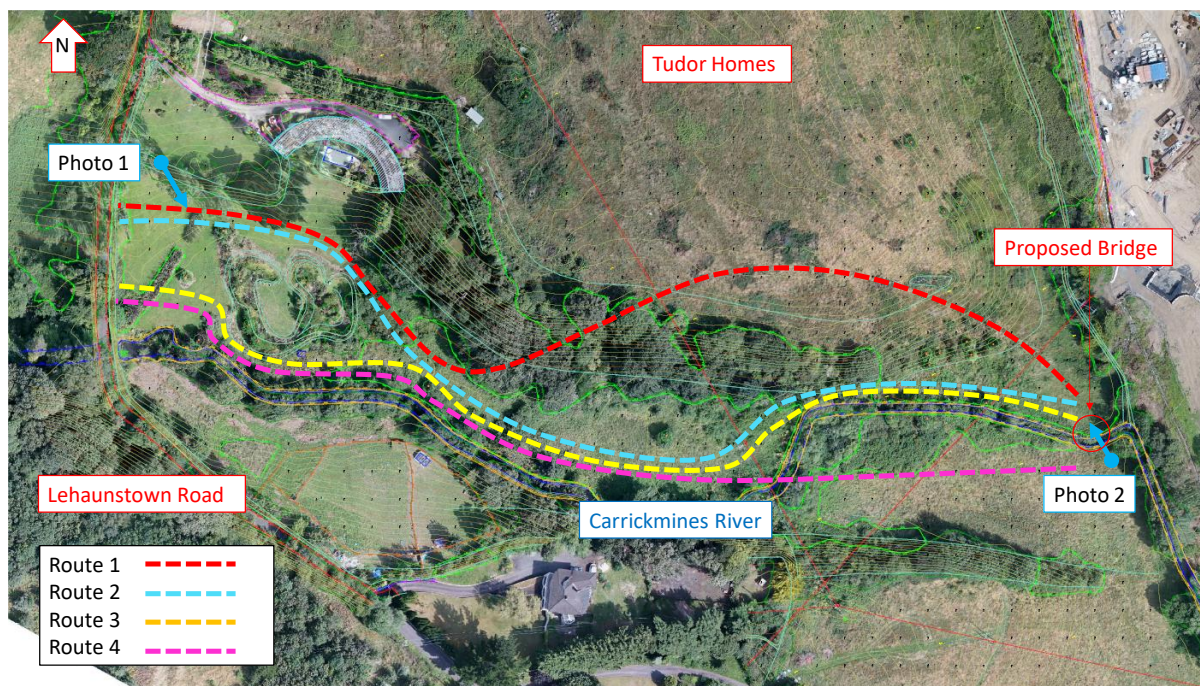 N
Tudor Homes
Photo 1
Proposed Bridge
Lehaunstown Road
Photo 2
Carrickmines River
Route 1
Route 2
Route 3
Route 4